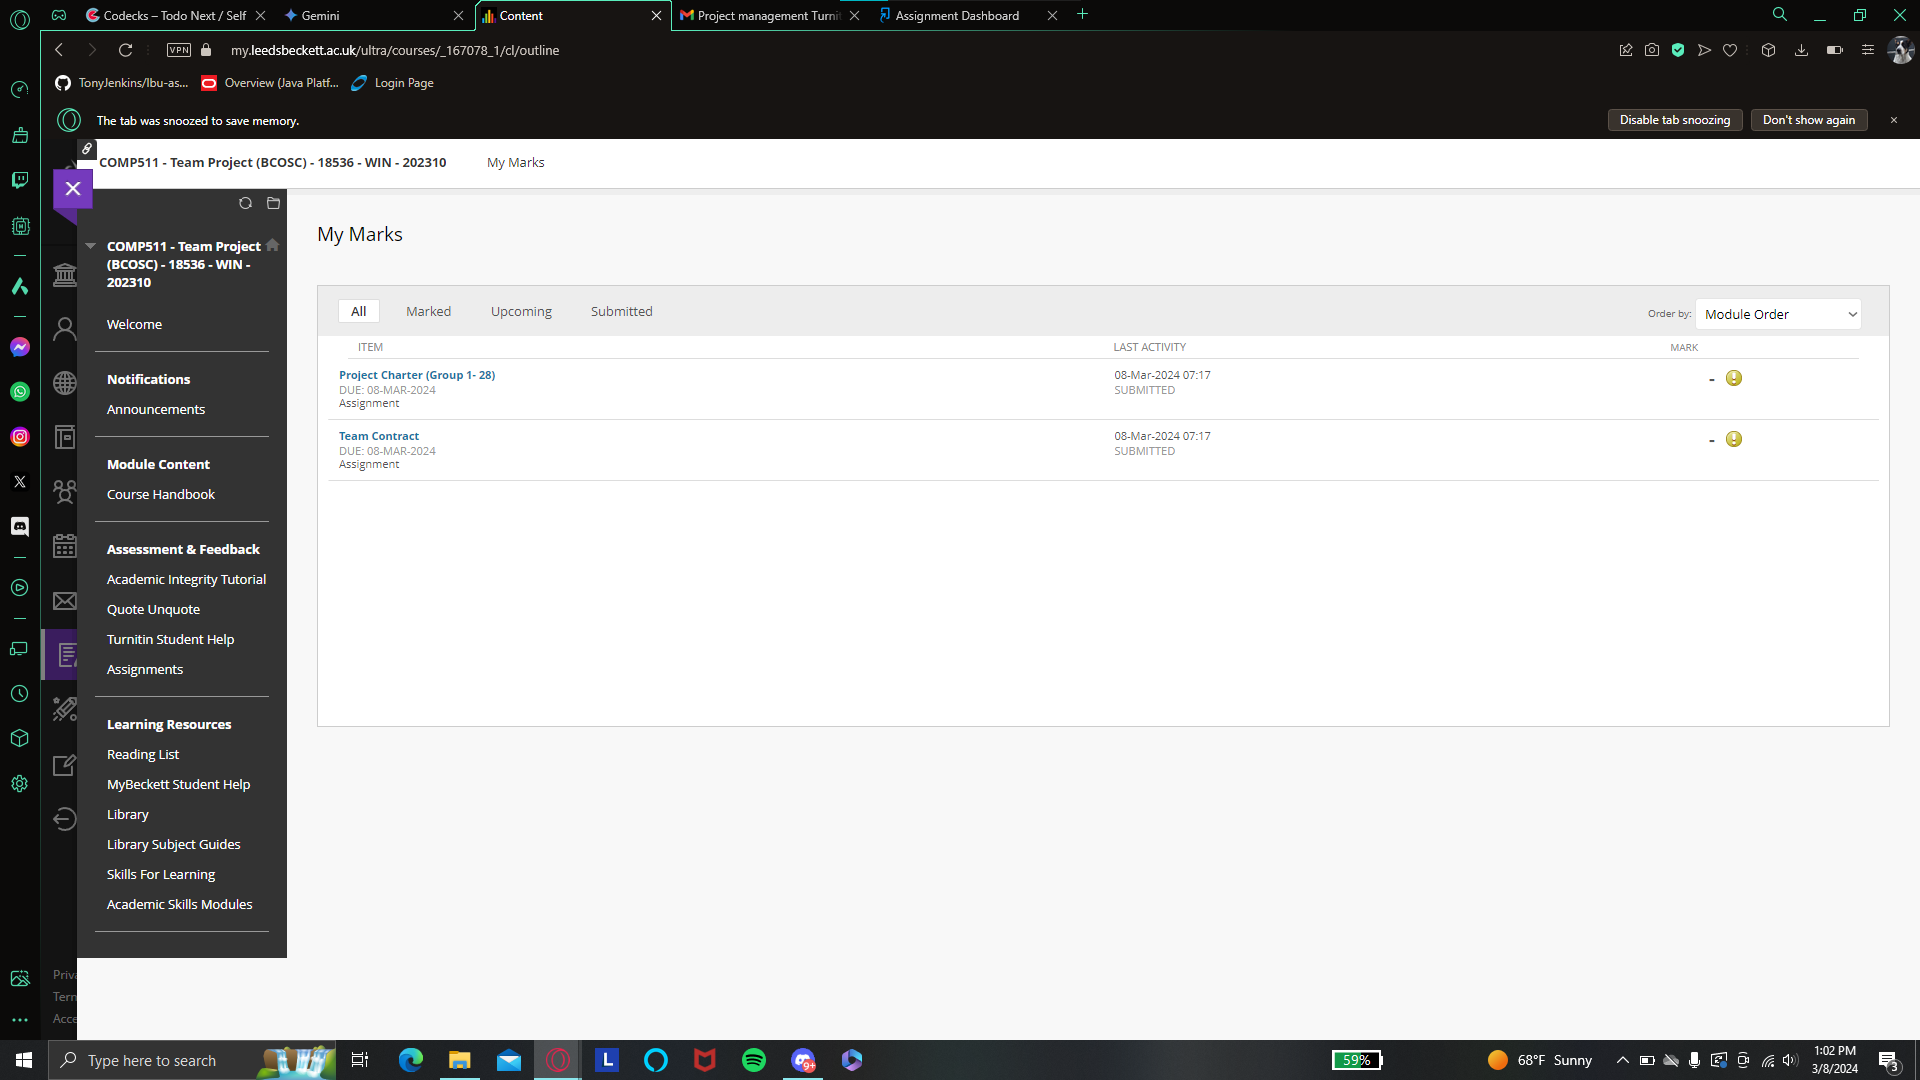 Codecks – Todo Next / Self
Gemini
Content
Project management Turnit
Assignment Dashboard
VPN
my.leedsbeckett.ac.uk/ultra/courses/_167078_1/cl/outline
TonyJenkins/lbu-as...
Overview (Java Platf...
Login Page
The tab was snoozed to save memory.
Disable tab snoozing
Don't show again
COMP511 - Team Project (BCOSC) - 18536 - WIN - 202310
My Marks
COMP511 - Team Project
(BCOSC) - 18536 - WIN -
202310
Welcome
Notifications
Announcements
Module Content
Course Handbook
Assessment & Feedback
Academic Integrity Tutorial
Quote Unquote
Turnitin Student Help
Assignments
Learning Resources
Reading List
MyBeckett Student Help
Library
Library Subject Guides
Skills For Learning
Academic Skills Modules
Priva
Term
Acce
My Marks
All
Marked
Upcoming
Submitted
Order by:
Module Order
ITEM
LAST ACTIVITY
MARK
Project Charter (Group 1- 28)
DUE: 08-MAR-2024
Assignment
08-Mar-2024 07:17
SUBMITTED
-
Team Contract
DUE: 08-MAR-2024
Assignment
08-Mar-2024 07:17
SUBMITTED
-
Type here to search
L
9+
59%
68°F Sunny
1:02 PM
3/8/2024
3